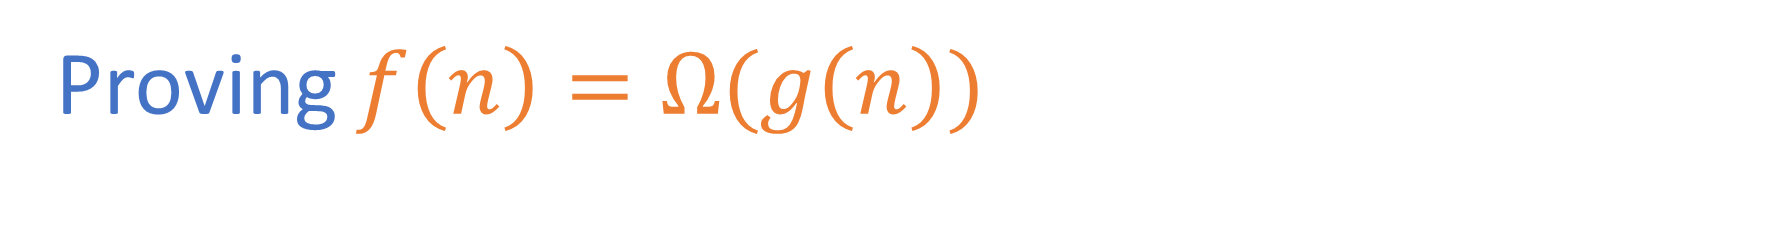 Proving f(n) = Ω(g(n))